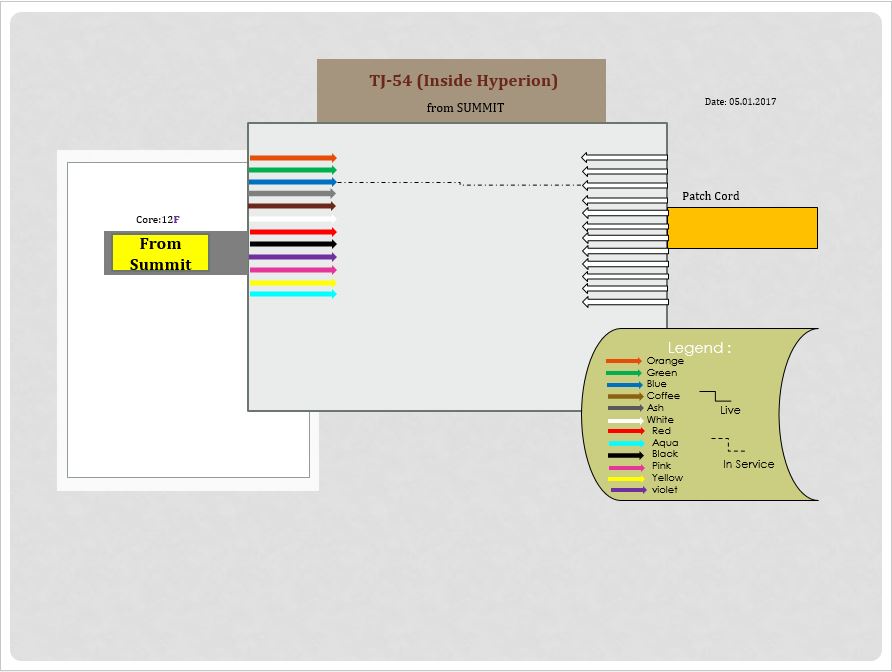 TJ-54 (Inside Hyperion)
from SUMMIT
Date: 05.01.2017
Patch Cord
Core:12F
From
Summit
Legend :
Orange
Green
Blue
Coffee
Ash
White
Red
Aqua
Black
Pink
Yellow
violet
Live
In Service